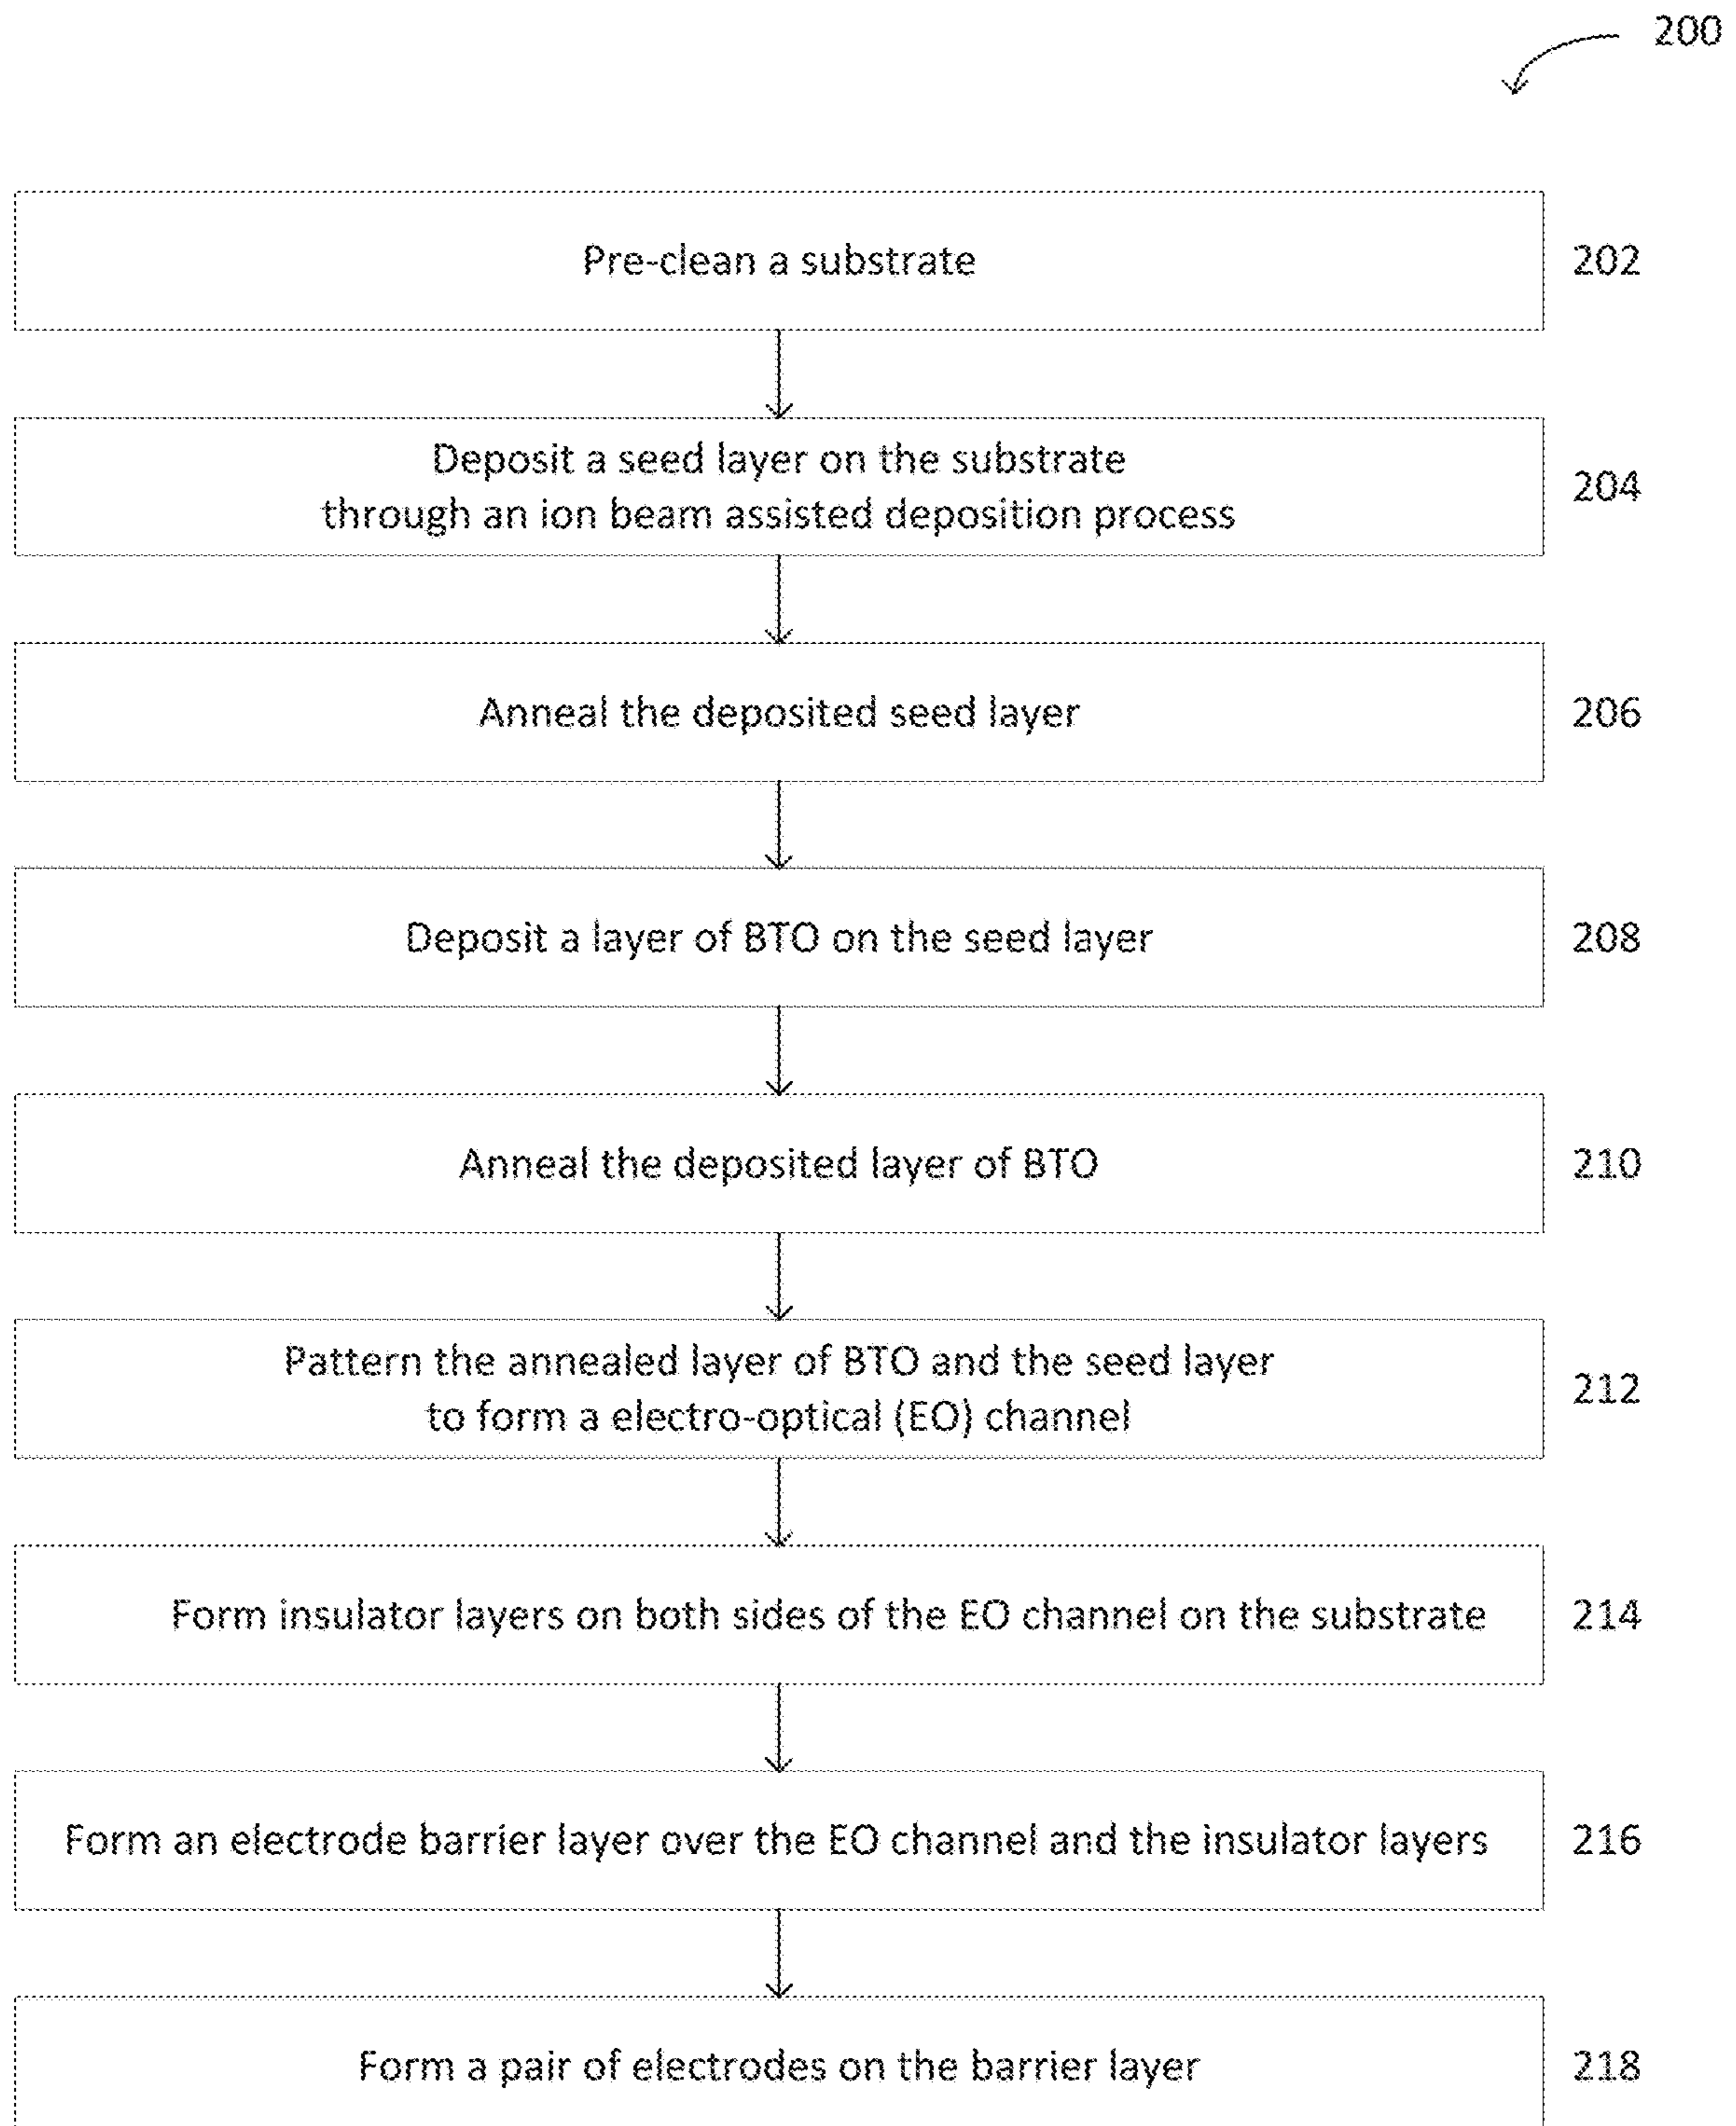 200
Pre-clean a substrate
202
Deposit a seed layer on the substrate
through an ion beam assisted deposition process
204
Anneal the deposited seed layer
206
Deposit a layer of BTO on the seed layer
208
Anneal the deposited layer of BTO
210
Pattern the annealed layer of BTO and the seed layer
to form a electro-optical (EO) channel
212
Form insulator layers on both sides of the EO channel on the substrate
214
Form an electrode barrier layer over the EO channel and the insulator layers
216
Form a pair of electrodes on the barrier layer
218